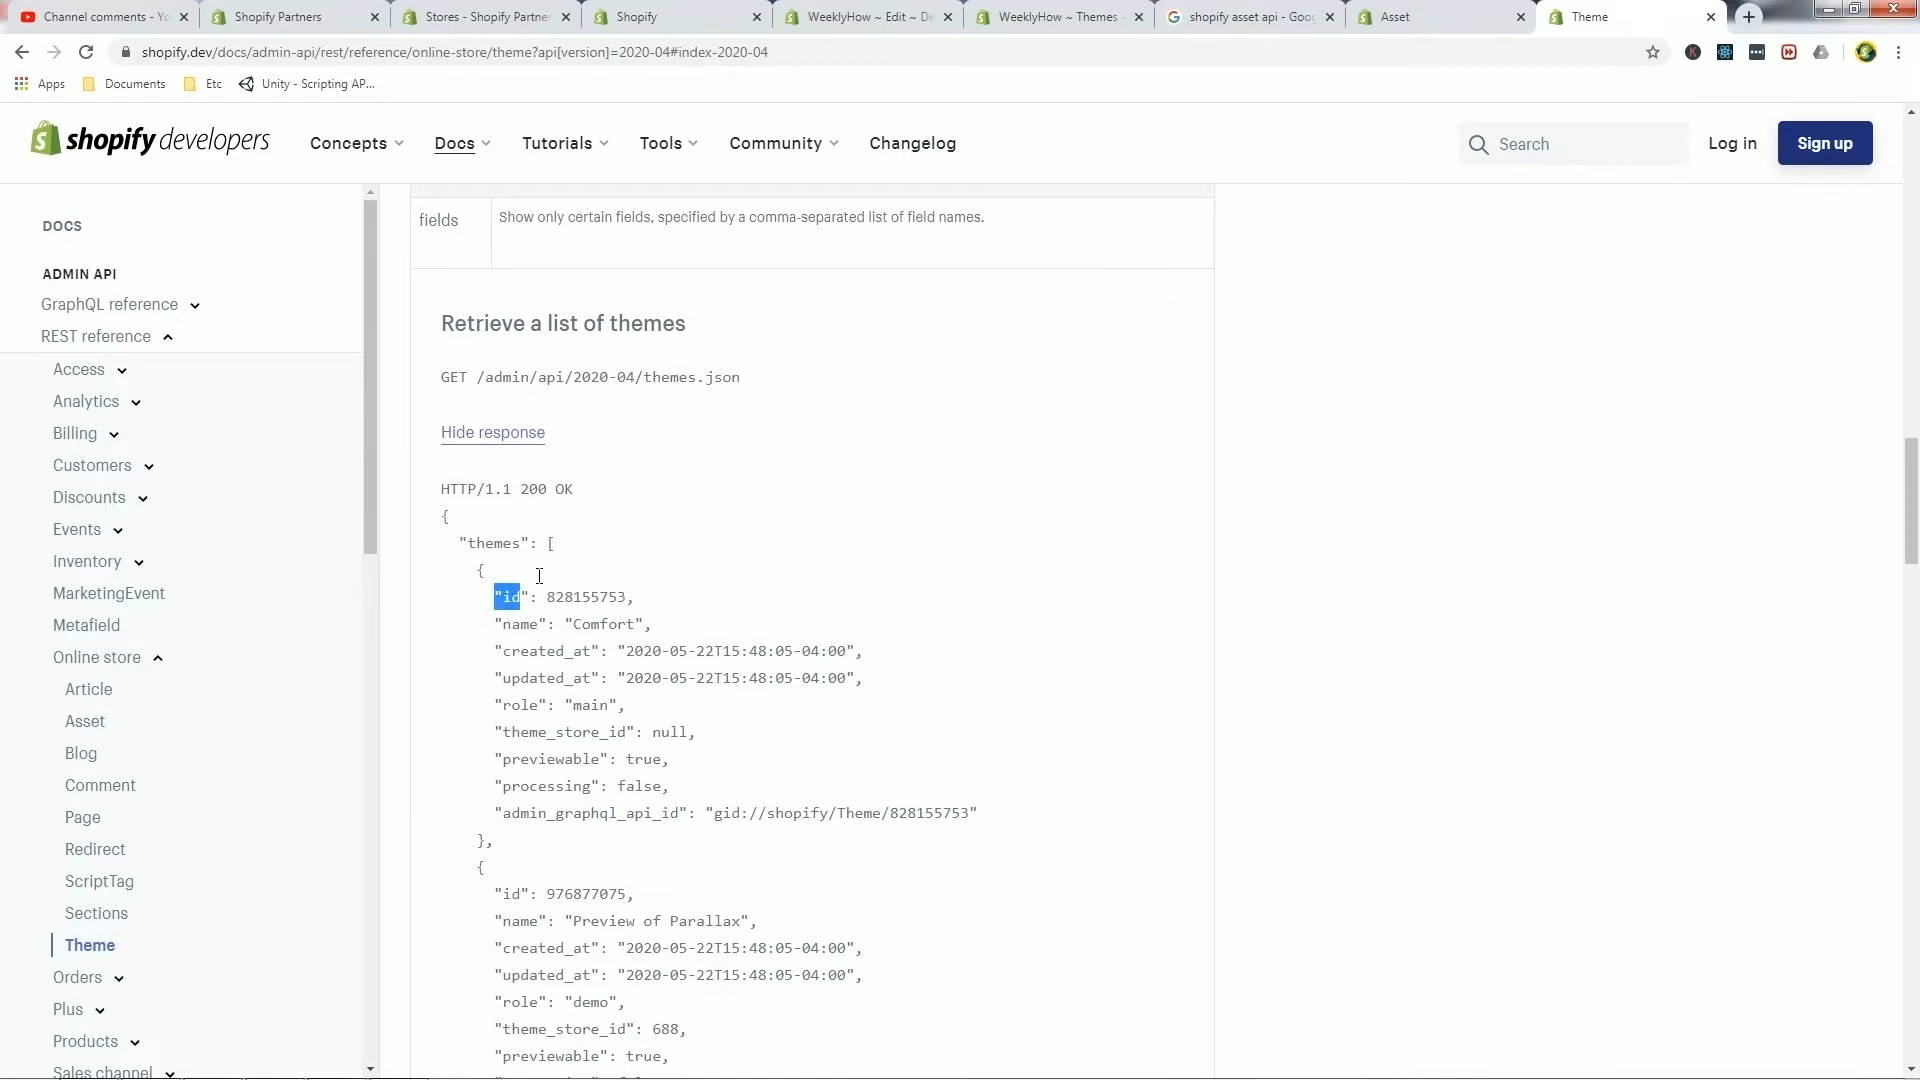 Channel comments - Yo
Shopify Partners
Stores - Shopify Partner
Shopify
WeeklyHow ~ Edit ~ De
WeeklyHow ~ Themes
shopify asset api - Goog
Asset
Theme
shopify.dev/docs/admin-api/rest/reference/online-store/theme?api[version]=2020-04#index-2020-04
Apps
Documents
Etc
Unity - Scripting AP...
shopify developers
Concepts
Docs
Tutorials
Tools
Community
Changelog
Search
Log in
Sign up
DOCS
ADMIN API
GraphQL reference
REST reference
Access
Analytics
Billing
Customers
Discounts
Events
Inventory
MarketingEvent
Metafield
Online store
Article
Asset
Blog
Comment
Page
Redirect
ScriptTag
Sections
Theme
Orders
Plus
Products
Sales channel
fields
Show only certain fields, specified by a comma-separated list of field names.
Retrieve a list of themes
GET /admin/api/2020-04/themes.json
Hide response
HTTP/1.1 200 OK
{
"themes": [
{
"id": 828155753,
"name": "Comfort",
"created_at": "2020-05-22T15:48:05-04:00",
"updated_at": "2020-05-22T15:48:05-04:00",
"role": "main",
"theme_store_id": null,
"previewable": true,
"processing": false,
"admin_graphql_api_id": "gid://shopify/Theme/828155753"
},
{
"id": 976877075,
"name": "Preview of Parallax",
"created_at": "2020-05-22T15:48:05-04:00",
"updated_at": "2020-05-22T15:48:05-04:00",
"role": "demo",
"theme_store_id": 688,
"previewable": true,